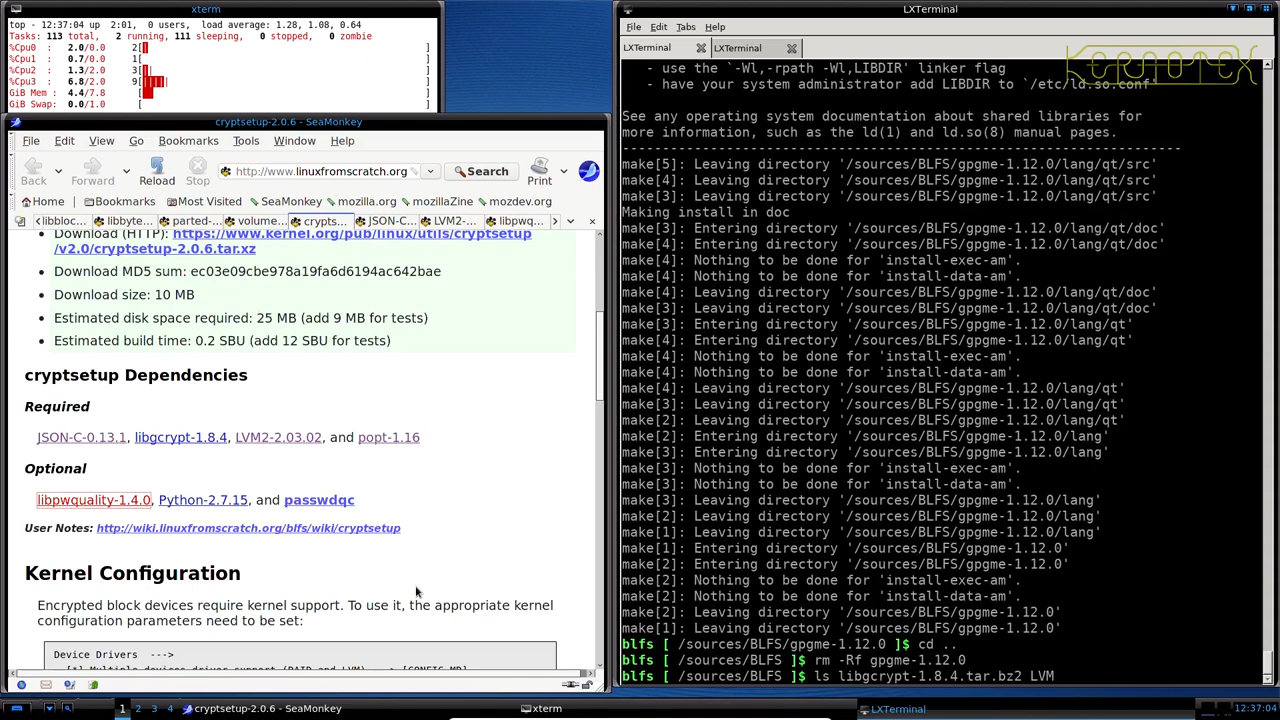 xterm
top - 12:37:04 up  2:01,  0 users,  load average: 1.28, 1.08, 0.64
Tasks: 113 total,   2 running, 111 sleeping,   0 stopped,   0 zombie
%Cpu0  :   2.0/0.0     2[|                                        ]
%Cpu1  :   0.7/0.0     1[                                         ]
%Cpu2  :   1.3/2.0     3[||                                       ]
%Cpu3  :   6.8/2.0     9[|||||                                    ]
GiB Mem :  4.4/7.8      [                                         ]
GiB Swap:  0.0/1.0      [                                         ]
cryptsetup-2.0.6 - SeaMonkey
File Edit View Go Bookmarks Tools Window Help
Back Forward Reload Stop http://www.linuxfromscratch.org Search Print
Home Bookmarks Most Visited SeaMonkey mozilla.org mozillaZine mozdev.org
libbloc... libbyte... parted-... volume... crypts... JSON-C... LVM2-... libpwq...
Download (HTTP): https://www.kernel.org/pub/linux/utils/cryptsetup
/v2.0/cryptsetup-2.0.6.tar.xz
• Download MD5 sum: ec03e09cbe978a19fa6d6194ac642bae
• Download size: 10 MB
• Estimated disk space required: 25 MB (add 9 MB for tests)
• Estimated build time: 0.2 SBU (add 12 SBU for tests)
cryptsetup Dependencies
Required
JSON-C-0.13.1, libgcrypt-1.8.4, LVM2-2.03.02, and popt-1.16
Optional
libpwquality-1.4.0, Python-2.7.15, and passwdqc
User Notes: http://wiki.linuxfromscratch.org/blfs/wiki/cryptsetup
Kernel Configuration
Encrypted block devices require kernel support. To use it, the appropriate kernel
configuration parameters need to be set:
Device Drivers  --->
[*] Multiple devices driver support (RAID and LVM)  ---> [CONFIG_MD]
LXTerminal
File Edit Tabs Help
LXTerminal LXTerminal
KERNOTEX
- use the `-Wl,-rpath -Wl,LIBDIR' linker flag
- have your system administrator add LIBDIR to `/etc/ld.so.conf'
See any operating system documentation about shared libraries for
more information, such as the ld(1) and ld.so(8) manual pages.
----------------------------------------------------------------------
make[5]: Leaving directory '/sources/BLFS/gpgme-1.12.0/lang/qt/src'
make[4]: Leaving directory '/sources/BLFS/gpgme-1.12.0/lang/qt/src'
make[3]: Leaving directory '/sources/BLFS/gpgme-1.12.0/lang/qt/src'
Making install in doc
make[3]: Entering directory '/sources/BLFS/gpgme-1.12.0/lang/qt/doc'
make[4]: Entering directory '/sources/BLFS/gpgme-1.12.0/lang/qt/doc'
make[4]: Nothing to be done for 'install-exec-am'.
make[4]: Nothing to be done for 'install-data-am'.
make[4]: Leaving directory '/sources/BLFS/gpgme-1.12.0/lang/qt/doc'
make[3]: Leaving directory '/sources/BLFS/gpgme-1.12.0/lang/qt/doc'
make[3]: Entering directory '/sources/BLFS/gpgme-1.12.0/lang/qt'
make[4]: Entering directory '/sources/BLFS/gpgme-1.12.0/lang/qt'
make[4]: Nothing to be done for 'install-exec-am'.
make[4]: Nothing to be done for 'install-data-am'.
make[4]: Leaving directory '/sources/BLFS/gpgme-1.12.0/lang/qt'
make[3]: Leaving directory '/sources/BLFS/gpgme-1.12.0/lang/qt'
make[2]: Leaving directory '/sources/BLFS/gpgme-1.12.0/lang/qt'
make[2]: Entering directory '/sources/BLFS/gpgme-1.12.0/lang'
make[3]: Entering directory '/sources/BLFS/gpgme-1.12.0/lang'
make[3]: Nothing to be done for 'install-exec-am'.
make[3]: Nothing to be done for 'install-data-am'.
make[3]: Leaving directory '/sources/BLFS/gpgme-1.12.0/lang'
make[2]: Leaving directory '/sources/BLFS/gpgme-1.12.0/lang'
make[1]: Leaving directory '/sources/BLFS/gpgme-1.12.0/lang'
make[1]: Entering directory '/sources/BLFS/gpgme-1.12.0'
make[2]: Entering directory '/sources/BLFS/gpgme-1.12.0'
make[2]: Nothing to be done for 'install-exec-am'.
make[2]: Nothing to be done for 'install-data-am'.
make[2]: Leaving directory '/sources/BLFS/gpgme-1.12.0'
make[1]: Leaving directory '/sources/BLFS/gpgme-1.12.0'
blfs [ /sources/BLFS/gpgme-1.12.0 ]$ cd ..
blfs [ /sources/BLFS ]$ rm -Rf gpgme-1.12.0
blfs [ /sources/BLFS ]$ ls libgcrypt-1.8.4.tar.bz2 LVM
1 2 3 4 cryptsetup-2.0.6 - SeaMonkey xterm LXTerminal 12:37:04